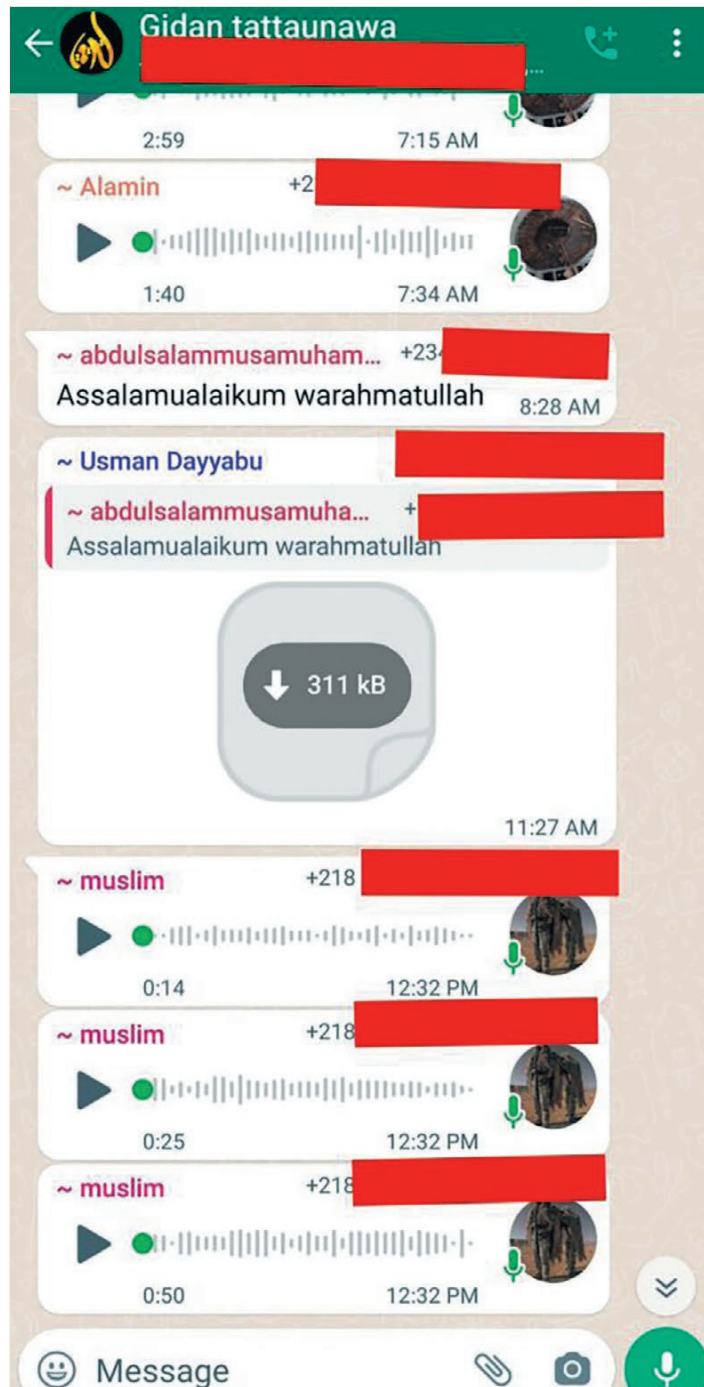 Gidan tattaunawa
2:59 7:15 AM
~ Alamin +2
1:40 7:34 AM
~ abdulsalammusamuham... +234
Assalamualaikum warahmatullah 8:28 AM
~ Usman Dayyabu
~ abdulsalammusamuha... +
Assalamualaikum warahmatullah
311 kB
11:27 AM
~ muslim +218
0:14 12:32 PM
~ muslim +218
0:25 12:32 PM
~ muslim +218
0:50 12:32 PM
Message